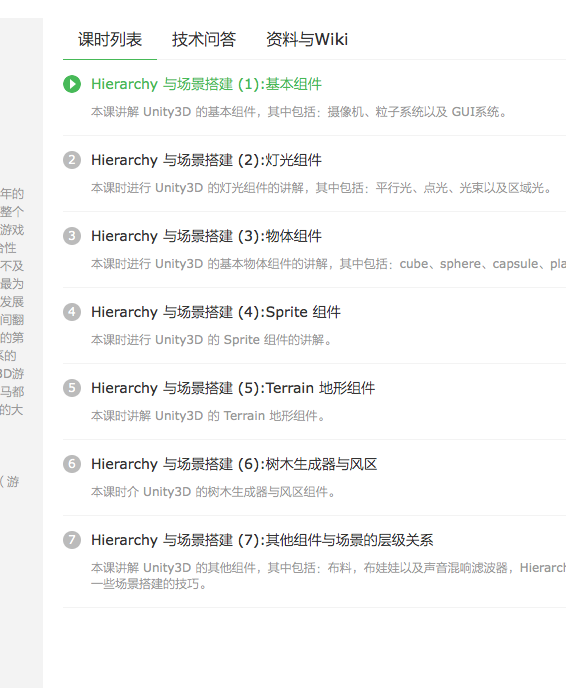 课时列表 技术问答 资料与Wiki
Hierarchy 与场景搭建 (1):基本组件
本课讲解 Unity3D 的基本组件，其中包括：摄像机、粒子系统以及 GUI系统。
2 Hierarchy 与场景搭建 (2):灯光组件
本课时进行 Unity3D 的灯光组件的讲解，其中包括：平行光、点光、光束以及区域光。
3 Hierarchy 与场景搭建 (3):物体组件
本课时进行 Unity3D 的基本物体组件的讲解，其中包括：cube、sphere、capsule、pla
4 Hierarchy 与场景搭建 (4):Sprite 组件
本课时进行 Unity3D 的 Sprite 组件的讲解。
5 Hierarchy 与场景搭建 (5):Terrain 地形组件
本课时讲解 Unity3D 的 Terrain 地形组件。
6 Hierarchy 与场景搭建 (6):树木生成器与风区
本课时介 Unity3D 的树木生成器与风区组件。
7 Hierarchy 与场景搭建 (7):其他组件与场景的层级关系
本课讲解 Unity3D 的其他组件，其中包括：布料，布娃娃以及声音混响滤波器，Hierarch
一些场景搭建的技巧。
年的
整个
游戏
合性
不及
最为
发展
间翻
的第
系的
3D游
马都
的大
（游